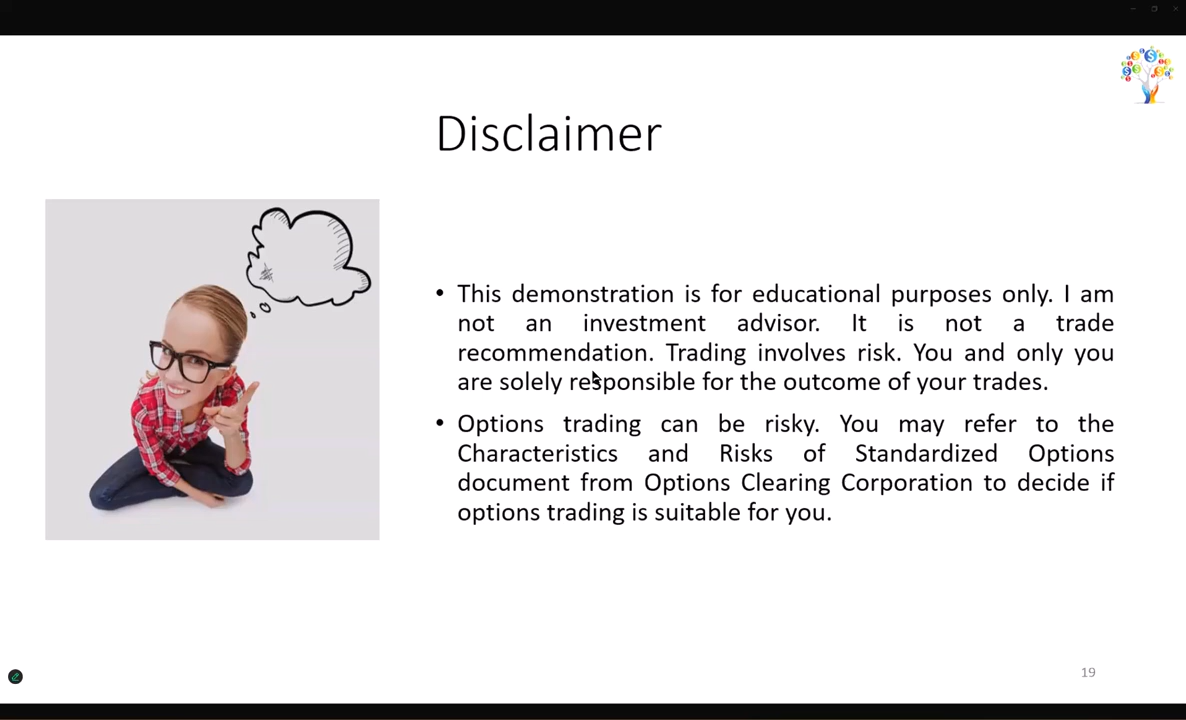 Disclaimer
• This demonstration is for educational purposes only. I am
not an investment advisor. It is not a trade
recommendation. Trading involves risk. You and only you
are solely responsible for the outcome of your trades.
• Options trading can be risky. You may refer to the
Characteristics and Risks of Standardized Options
document from Options Clearing Corporation to decide if
options trading is suitable for you.
19